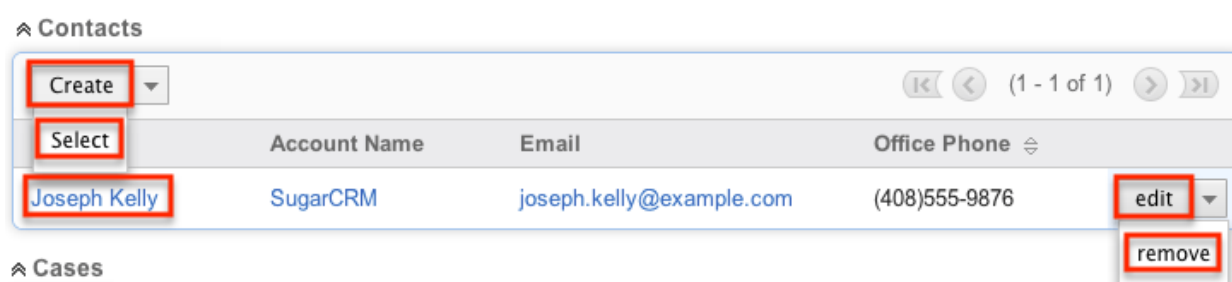 Contacts
Create (1 - 1 of 1)
Select Account Name Email Office Phone
Joseph Kelly SugarCRM joseph.kelly@example.com (408)555-9876 edit
remove
Cases